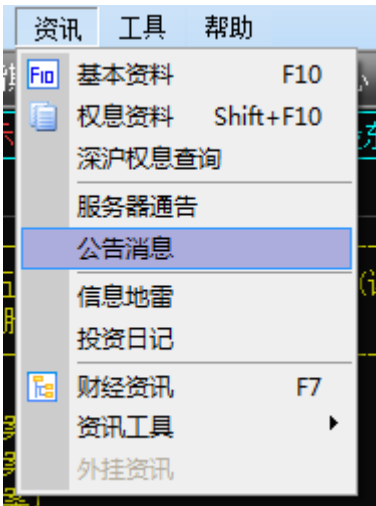 资讯 工具 帮助
F10 基本资料 F10
权息资料 Shift+F10
深沪权息查询
服务器通告
公告消息
信息地雷
投资日记
财经资讯 F7
资讯工具
外挂资讯